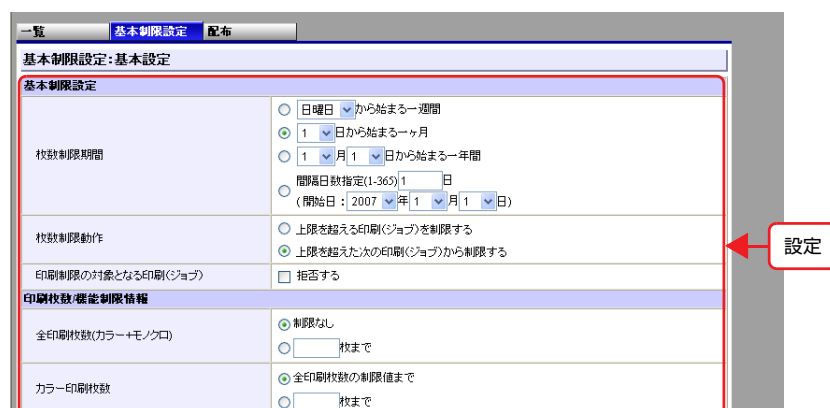 一覧 基本制限設定 配布
基本制限設定:基本設定
基本制限設定
枚数制限期間
日曜日 から始まる一週間
1 日から始まる一ヶ月
1 月 1 日から始まる一年間
間隔日数指定(1-365) 1 日
(開始日：2007 年 1 月 1 日)
枚数制限動作
上限を超える印刷(ジョブ)を制限する
上限を超えた次の印刷(ジョブ)から制限する
印刷制限の対象となる印刷(ジョブ)
拒否する
印刷枚数/機能制限情報
全印刷枚数(カラー+モノクロ)
制限なし
枚まで
カラー印刷枚数
全印刷枚数の制限値まで
枚まで
設定